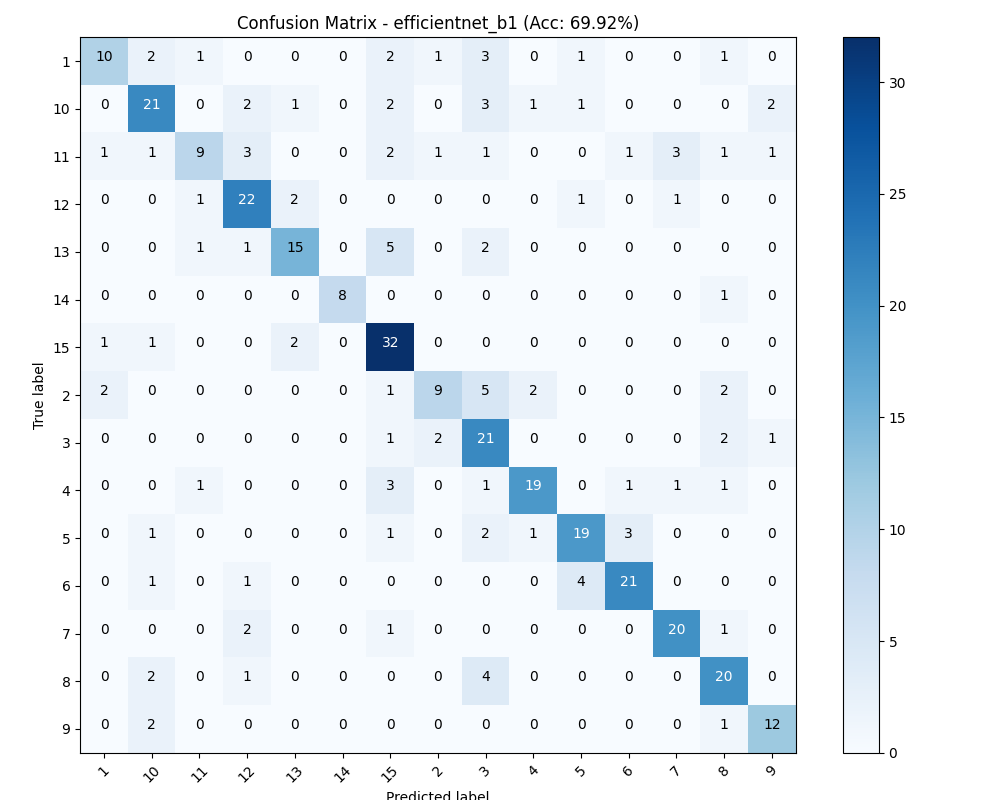 Confusion Matrix - efficientnet_b1 (Acc: 69.92%)
True label
1 10 2 1 0 0 0 2 1 3 0 1 0 0 1 0
10 0 21 0 2 1 0 2 0 3 1 1 0 0 0 2
11 1 1 9 3 0 0 2 1 1 0 0 1 3 1 1
12 0 0 1 22 2 0 0 0 0 0 1 0 1 0 0
13 0 0 1 1 15 0 5 0 2 0 0 0 0 0 0
14 0 0 0 0 0 8 0 0 0 0 0 0 0 1 0
15 1 1 0 0 2 0 32 0 0 0 0 0 0 0 0
2 2 0 0 0 0 0 1 9 5 2 0 0 0 2 0
3 0 0 0 0 0 0 1 2 21 0 0 0 0 2 1
4 0 0 1 0 0 0 3 0 1 19 0 1 1 1 0
5 0 1 0 0 0 0 1 0 2 1 19 3 0 0 0
6 0 1 0 1 0 0 0 0 0 0 4 21 0 0 0
7 0 0 0 2 0 0 1 0 0 0 0 0 20 1 0
8 0 2 0 1 0 0 0 0 4 0 0 0 0 20 0
9 0 2 0 0 0 0 0 0 0 0 0 0 0 1 12
1 10 11 12 13 14 15 2 3 4 5 6 7 8 9
Predicted label
30
25
20
15
10
5
0